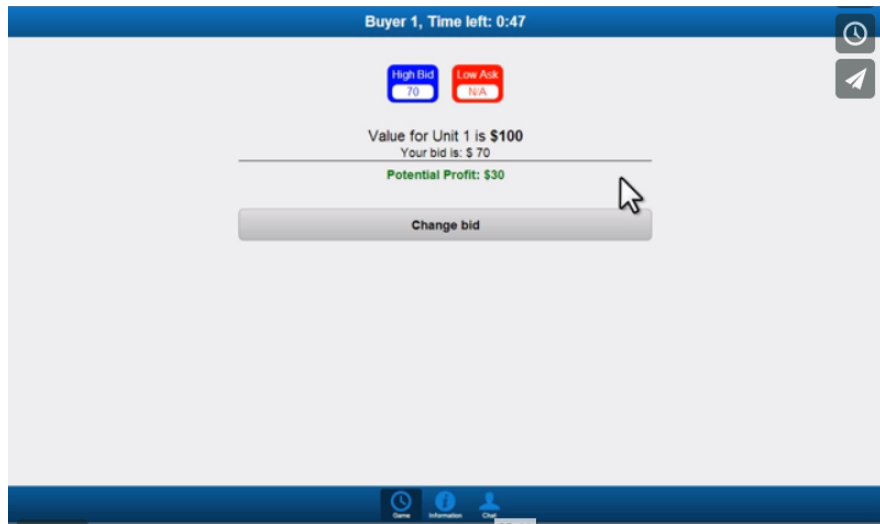 Buyer 1, Time left: 0:47
High Bid
70
Low Ask
N/A
Value for Unit 1 is $100
Your bid is: $ 70
Potential Profit: $30
Change bid
Game
Information
Chat